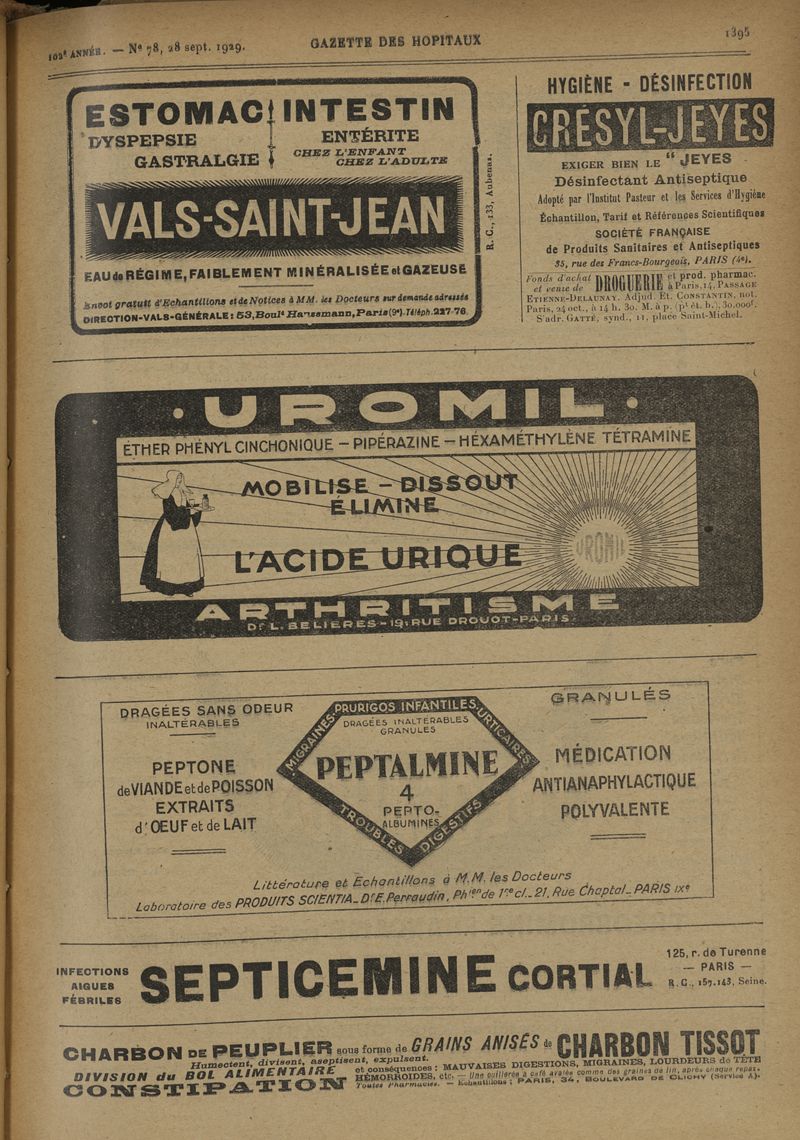 102e ANNÉE. — No 78, 28 sept. 1929.
GAZETTE DES HOPITAUX
1395
ESTOMAC INTESTIN
DYSPEPSIE
GASTRALGIE
ENTÉRITE
CHEZ L'ENFANT
CHEZ L'ADULTE
VALS-SAINT-JEAN
EAU de RÉGIME, FAIBLEMENT MINÉRALISÉE et GAZEUSE
Envoi gratuit d'Echantillons et de Notices à MM. les Docteurs sur demande adressée
DIRECTION-VALS-GÉNÉRALE: 53, Boult Haussmann, Paris (9e). Téléph. 227-76.
R. C., 133, Aubenas.
HYGIÈNE - DÉSINFECTION
CRÉSYL-JEYES
EXIGER BIEN LE "JEYES
Désinfectant Antiseptique
Adopté par l'Institut Pasteur et les Services d'Hygiène
Échantillon, Tarif et Références Scientifiques
SOCIÉTÉ FRANÇAISE
de Produits Sanitaires et Antiseptiques
35, rue des Francs-Bourgeois, PARIS (4e).
Fonds d'achat et vente de DROGUERIE et prod. pharmac. à Paris, 14, PASSAGE
ETIENNE-DELAUNAY. Adjud. Et. CONSTANTIN, not.
Paris, 24 oct., à 14 h. 30. M. à p. (pt êt. b.), 30.000f.
S'adr. GATTÉ, synd., 11, place Saint-Michel.
· UROMIL ·
ÉTHER PHÉNYL CINCHONIQUE — PIPÉRAZINE — HÉXAMÉTHYLÈNE TÉTRAMINE
MOBILISE - DISSOUT
ÉLIMINE
L'ACIDE URIQUE
UROMIL
ARTHRITISME
Dr L. BELIERES - 19, RUE DROUOT - PARIS.
DRAGÉES SANS ODEUR
INALTÉRABLES
PEPTONE
de VIANDE et de POISSON
EXTRAITS
d'OEUF et de LAIT
MIGRAINES
PRURIGOS INFANTILES
URTICAIRES
DRAGÉES INALTÉRABLES
GRANULES
PEPTALMINE
4
PEPTO-
ALBUMINES
TROUBLES DIGESTIFS
GRANULÉS
MÉDICATION
ANTIANAPHYLACTIQUE
POLYVALENTE
Littérature et Echantillons à M.M. les Docteurs
Laboratoire des PRODUITS SCIENTIA_Dr E. Perraudin, Phien de 1re cl_21, Rue Chaptal_PARIS IXe
INFECTIONS
AIGUES
FÉBRILES
SEPTICEMINE CORTIAL
125, r. de Turenne
— PARIS —
R. C., 157.143, Seine.
CHARBON DE PEUPLIER sous forme de GRAINS ANISÉS de CHARBON TISSOT
Humectent, divisent, aseptisent, expulsent.
DIVISION du BOL ALIMENTAIRE
CONSTIPATION
et conséquences : MAUVAISES DIGESTIONS, MIGRAINES, LOURDEURS de TÊTE
HÉMORROIDES, etc. — Une cuillerée à café avalée comme des graines de lin, après chaque repas.
Toutes Pharmacies. — Echantillons : PARIS, 34, BOULEVARD DE CLICHY (Service A).